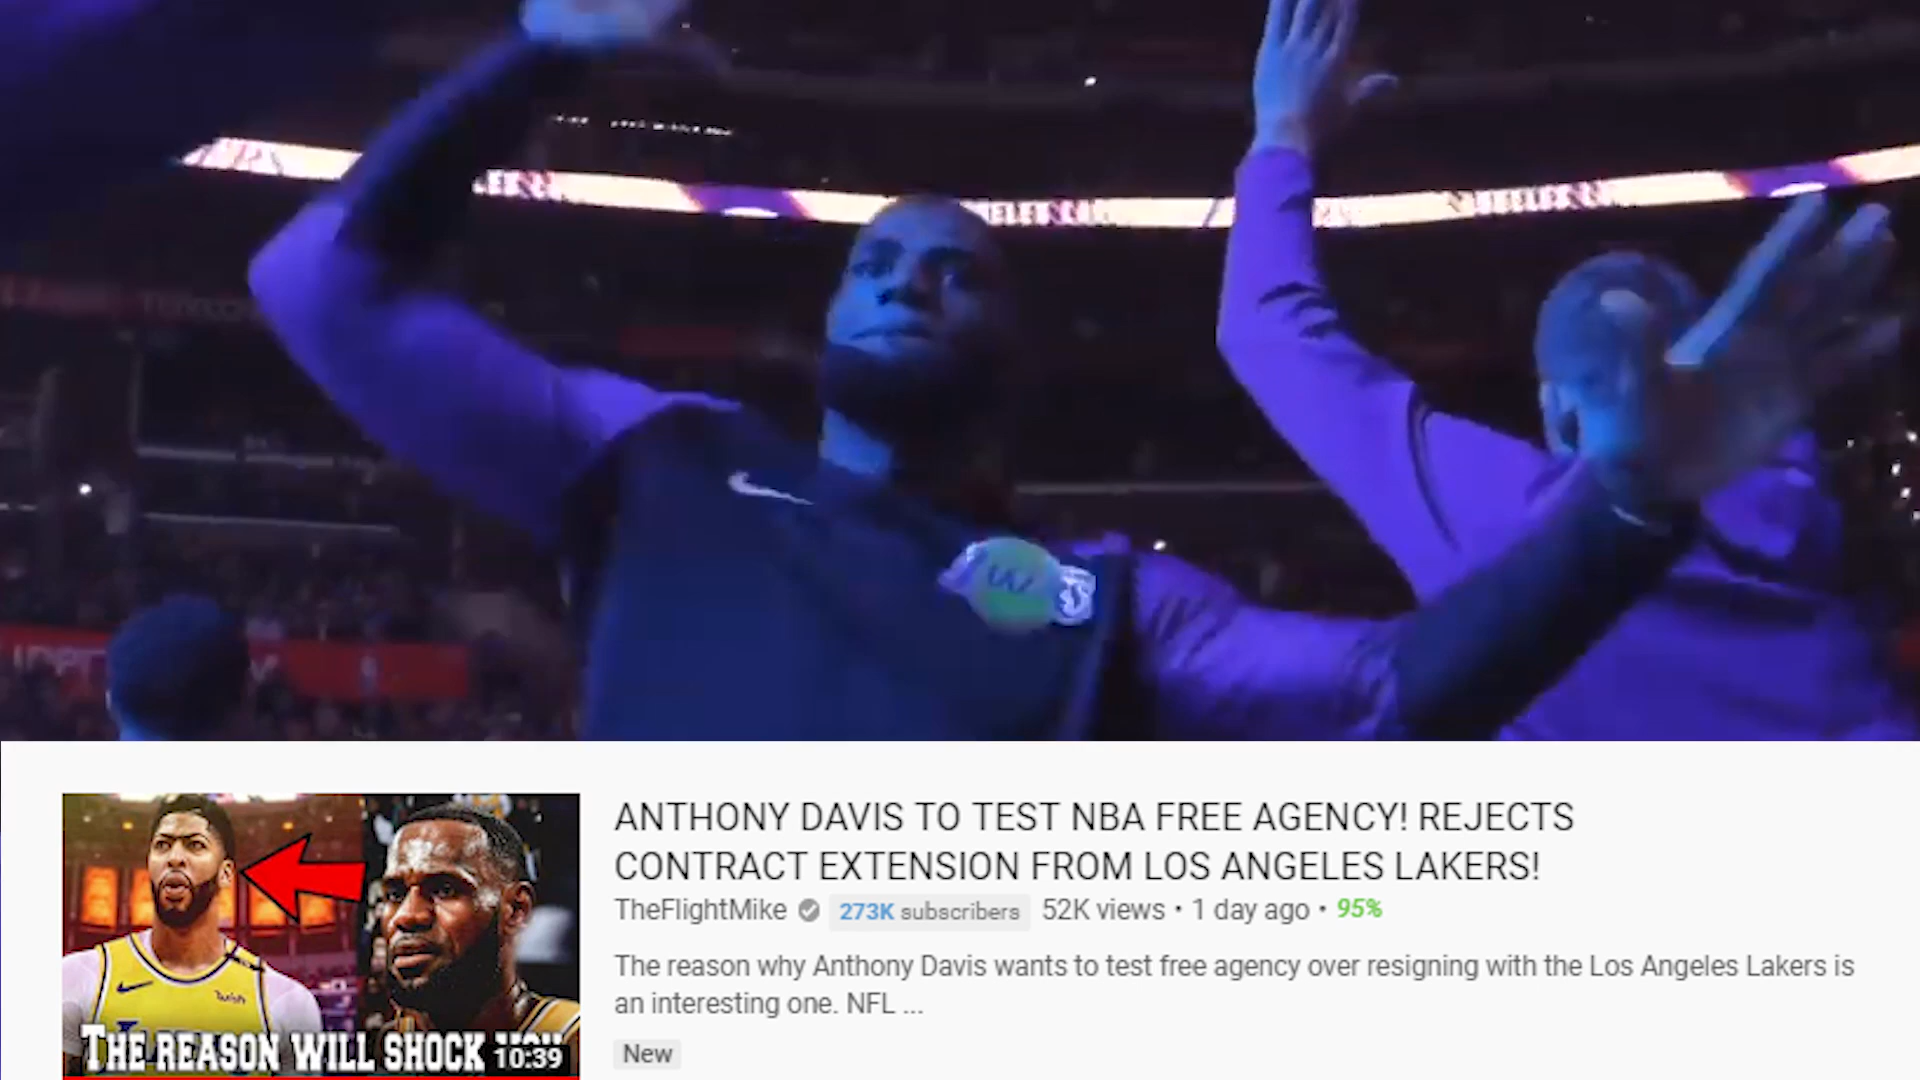 ANTHONY DAVIS TO TEST NBA FREE AGENCY! REJECTS
CONTRACT EXTENSION FROM LOS ANGELES LAKERS!
TheFlightMike 273K subscribers 52K views • 1 day ago • 95%
The reason why Anthony Davis wants to test free agency over resigning with the Los Angeles Lakers is
an interesting one. NFL ...
New
wish
THE REASON WILL SHOCK
10:39